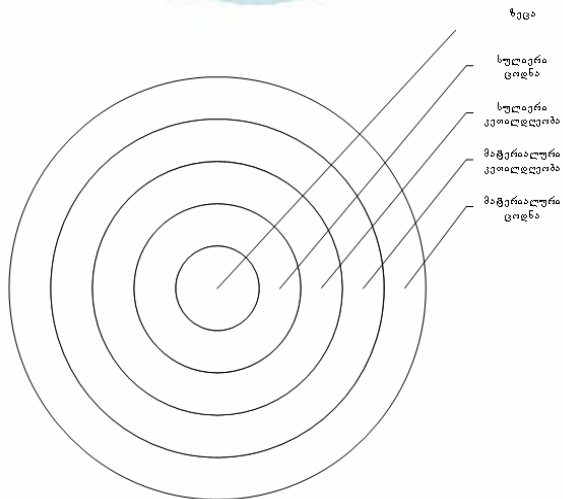 ზეცა
სულიერი
ცოდნა
სულიერი
კეთილდღეობა
მატერიალური
კეთილდღეობა
მატერიალური
ცოდნა